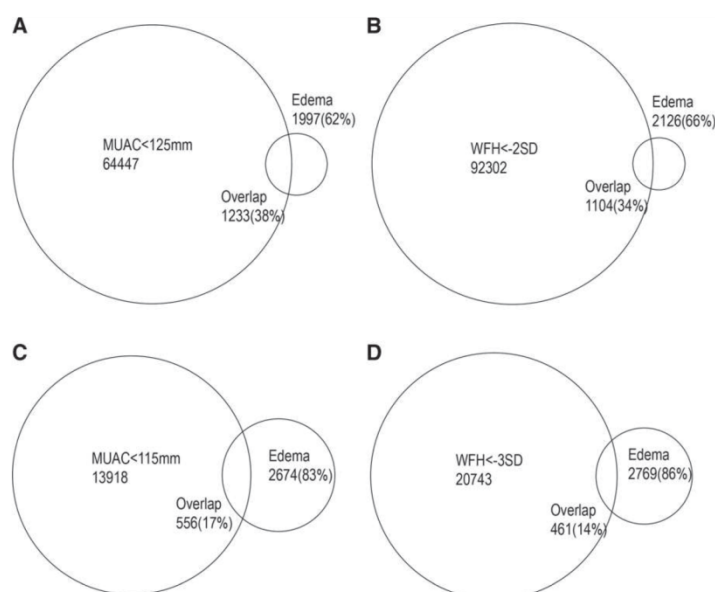 A
MUAC<125mm
64447
Edema
1997(62%)
Overlap
1233(38%)
B
WFH<-2SD
92302
Edema
2126(66%)
Overlap
1104(34%)
C
MUAC<115mm
13918
Edema
2674(83%)
Overlap
556(17%)
D
WFH<-3SD
20743
Edema
2769(86%)
Overlap
461(14%)